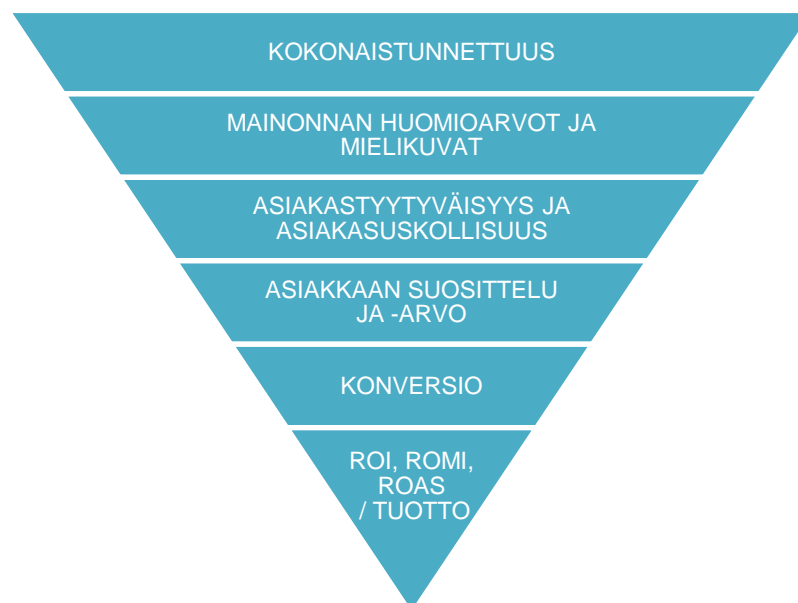 KOKONAISTUNNETTUUS
MAINONNAN HUOMIOARVOT JA
MIELIKUVAT
ASIAKASTYYTYVÄISYYS JA
ASIAKASUSKOLLISUUS
ASIAKKAAN SUOSITTELU
JA -ARVO
KONVERSIO
ROI, ROMI,
ROAS
/ TUOTTO